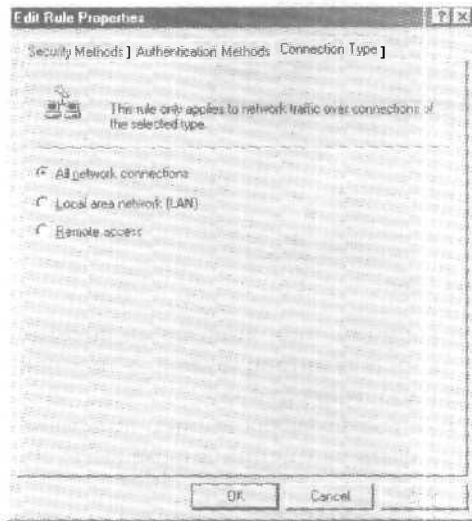 Edit Rule Properties
Security Methods ] Authentication Methods Connection Type ]
This rule only applies to network traffic over connections of
the selected type.
All network connections
Local area network (LAN)
Remote access
OK Cancel